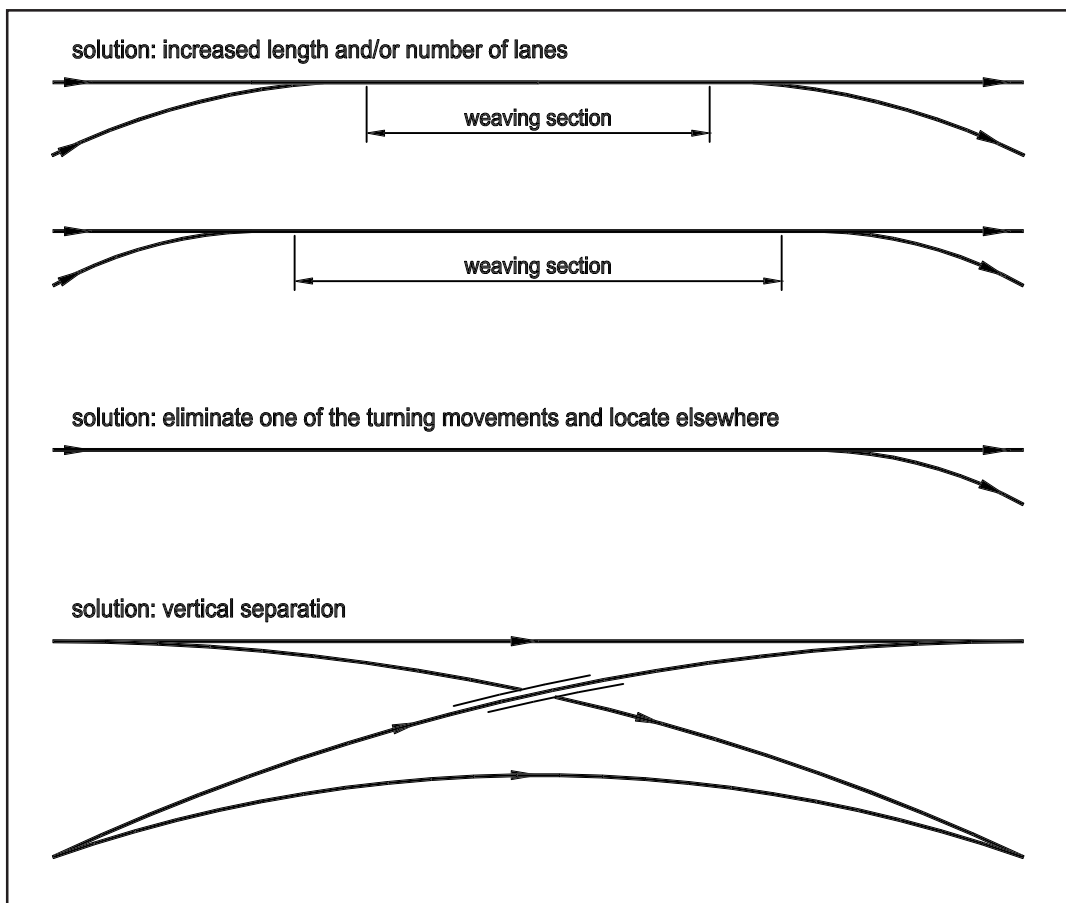 solution: increased length and/or number of lanes
weaving section
weaving section
solution: eliminate one of the turning movements and locate elsewhere
solution: vertical separation